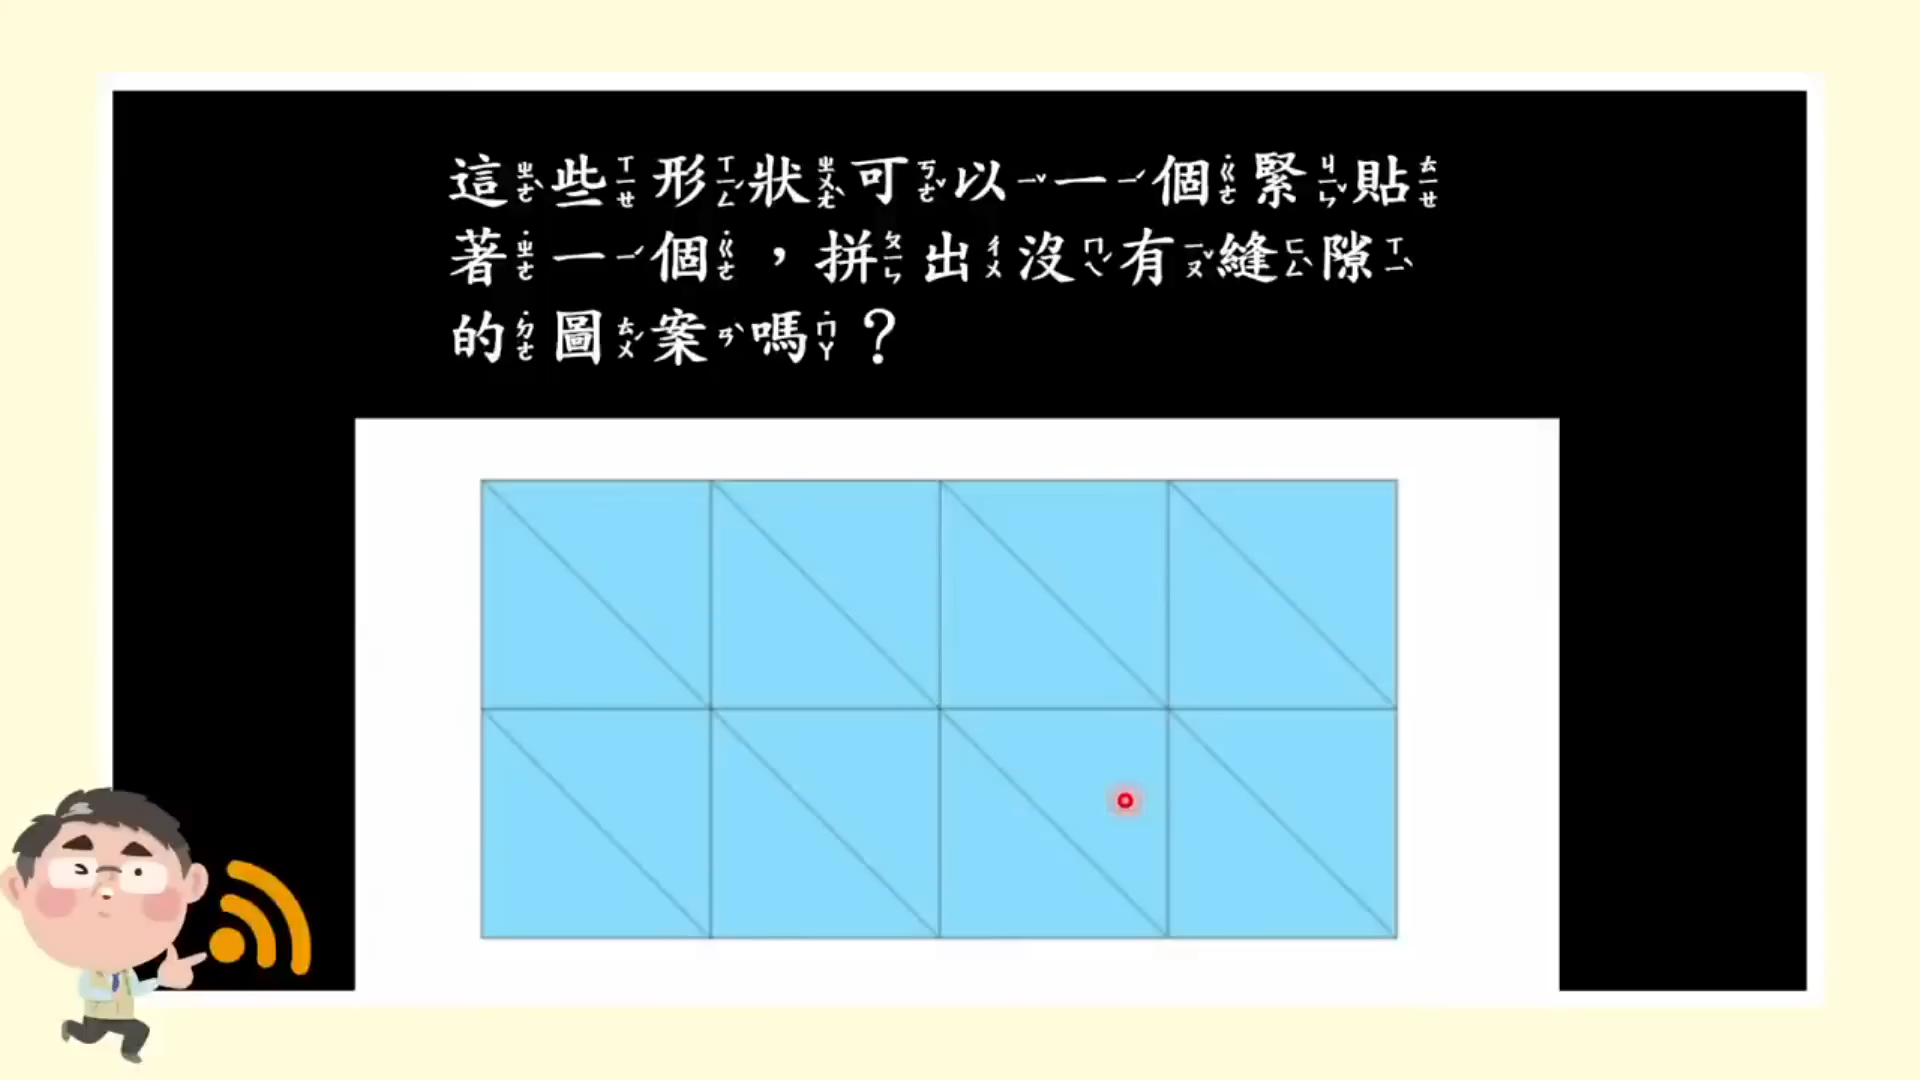 這些形狀可以一個緊貼
著一個，拼出沒有縫隙
的圖案嗎？